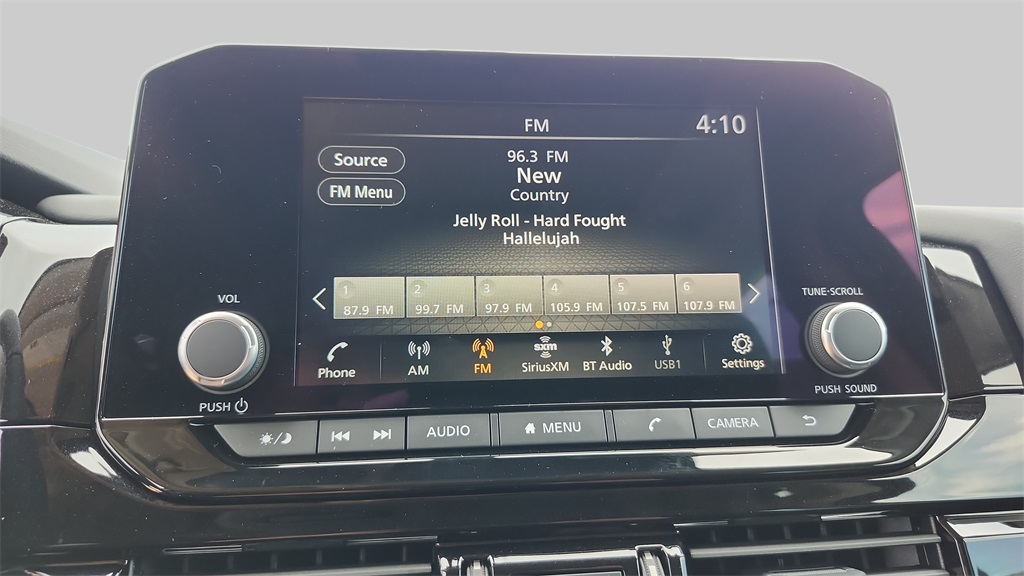 FM
4:10
Source
FM Menu
96.3 FM
New
Country
Jelly Roll - Hard Fought
Hallelujah
1 2 3 4 5 6
87.9 FM 99.7 FM 97.9 FM 105.9 FM 107.5 FM 107.9 FM
Phone AM FM SiriusXM BT Audio USB1 Settings
sxm
VOL
PUSH
TUNE·SCROLL
PUSH SOUND
AUDIO MENU CAMERA